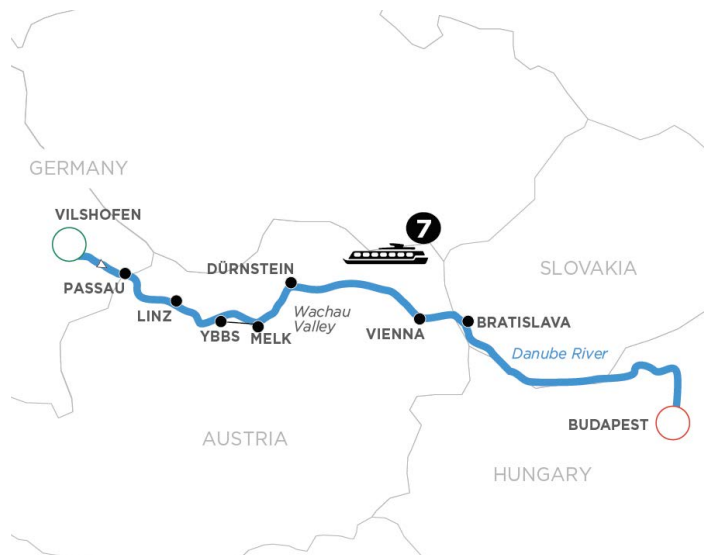 GERMANY
VILSHOFEN
PASSAU
LINZ
YBBS
MELK
DÜRNSTEIN
Wachau
Valley
7
VIENNA
BRATISLAVA
SLOVAKIA
Danube River
AUSTRIA
BUDAPEST
HUNGARY